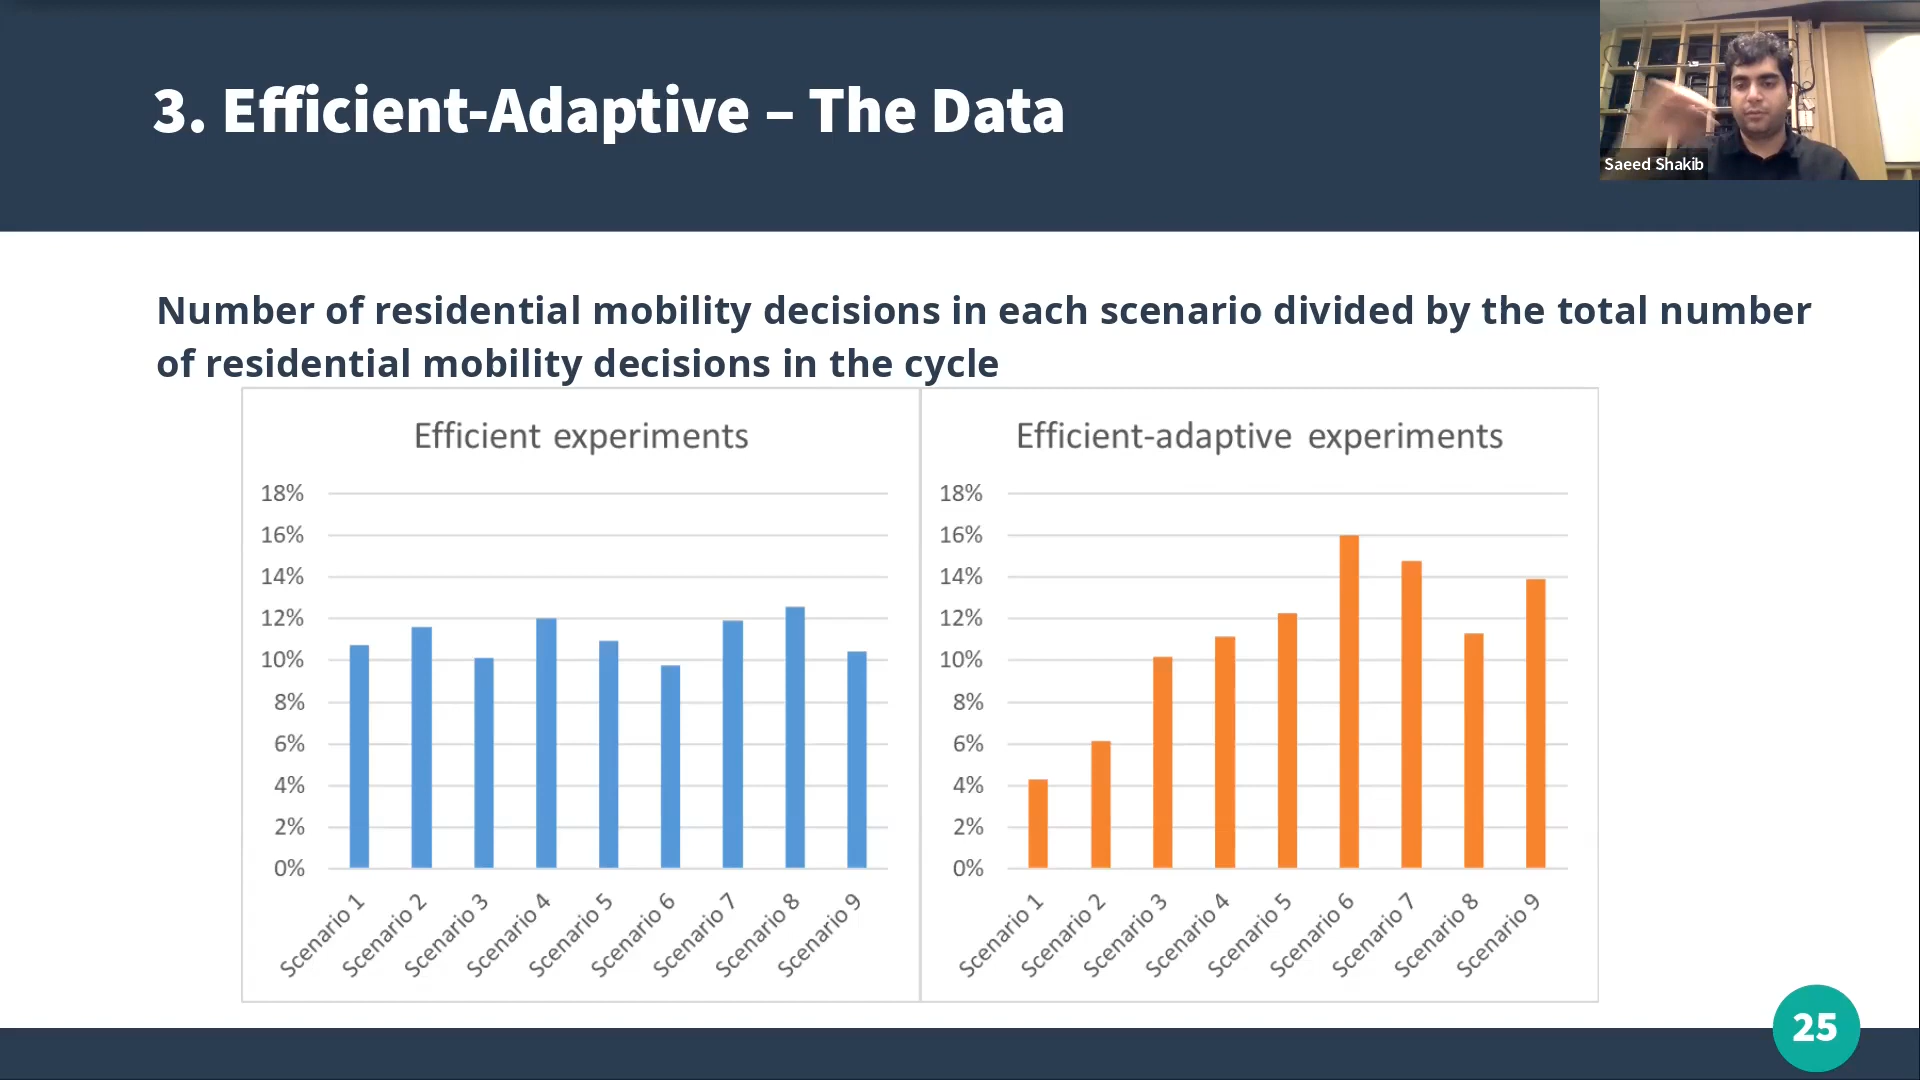 3. Efficient-Adaptive – The Data
Saeed Shakib
Number of residential mobility decisions in each scenario divided by the total number
of residential mobility decisions in the cycle
Efficient experiments
18%
16%
14%
12%
10%
8%
6%
4%
2%
0%
Scenario 1
Scenario 2
Scenario 3
Scenario 4
Scenario 5
Scenario 6
Scenario 7
Scenario 8
Scenario 9
Efficient-adaptive experiments
18%
16%
14%
12%
10%
8%
6%
4%
2%
0%
Scenario 1
Scenario 2
Scenario 3
Scenario 4
Scenario 5
Scenario 6
Scenario 7
Scenario 8
Scenario 9
25